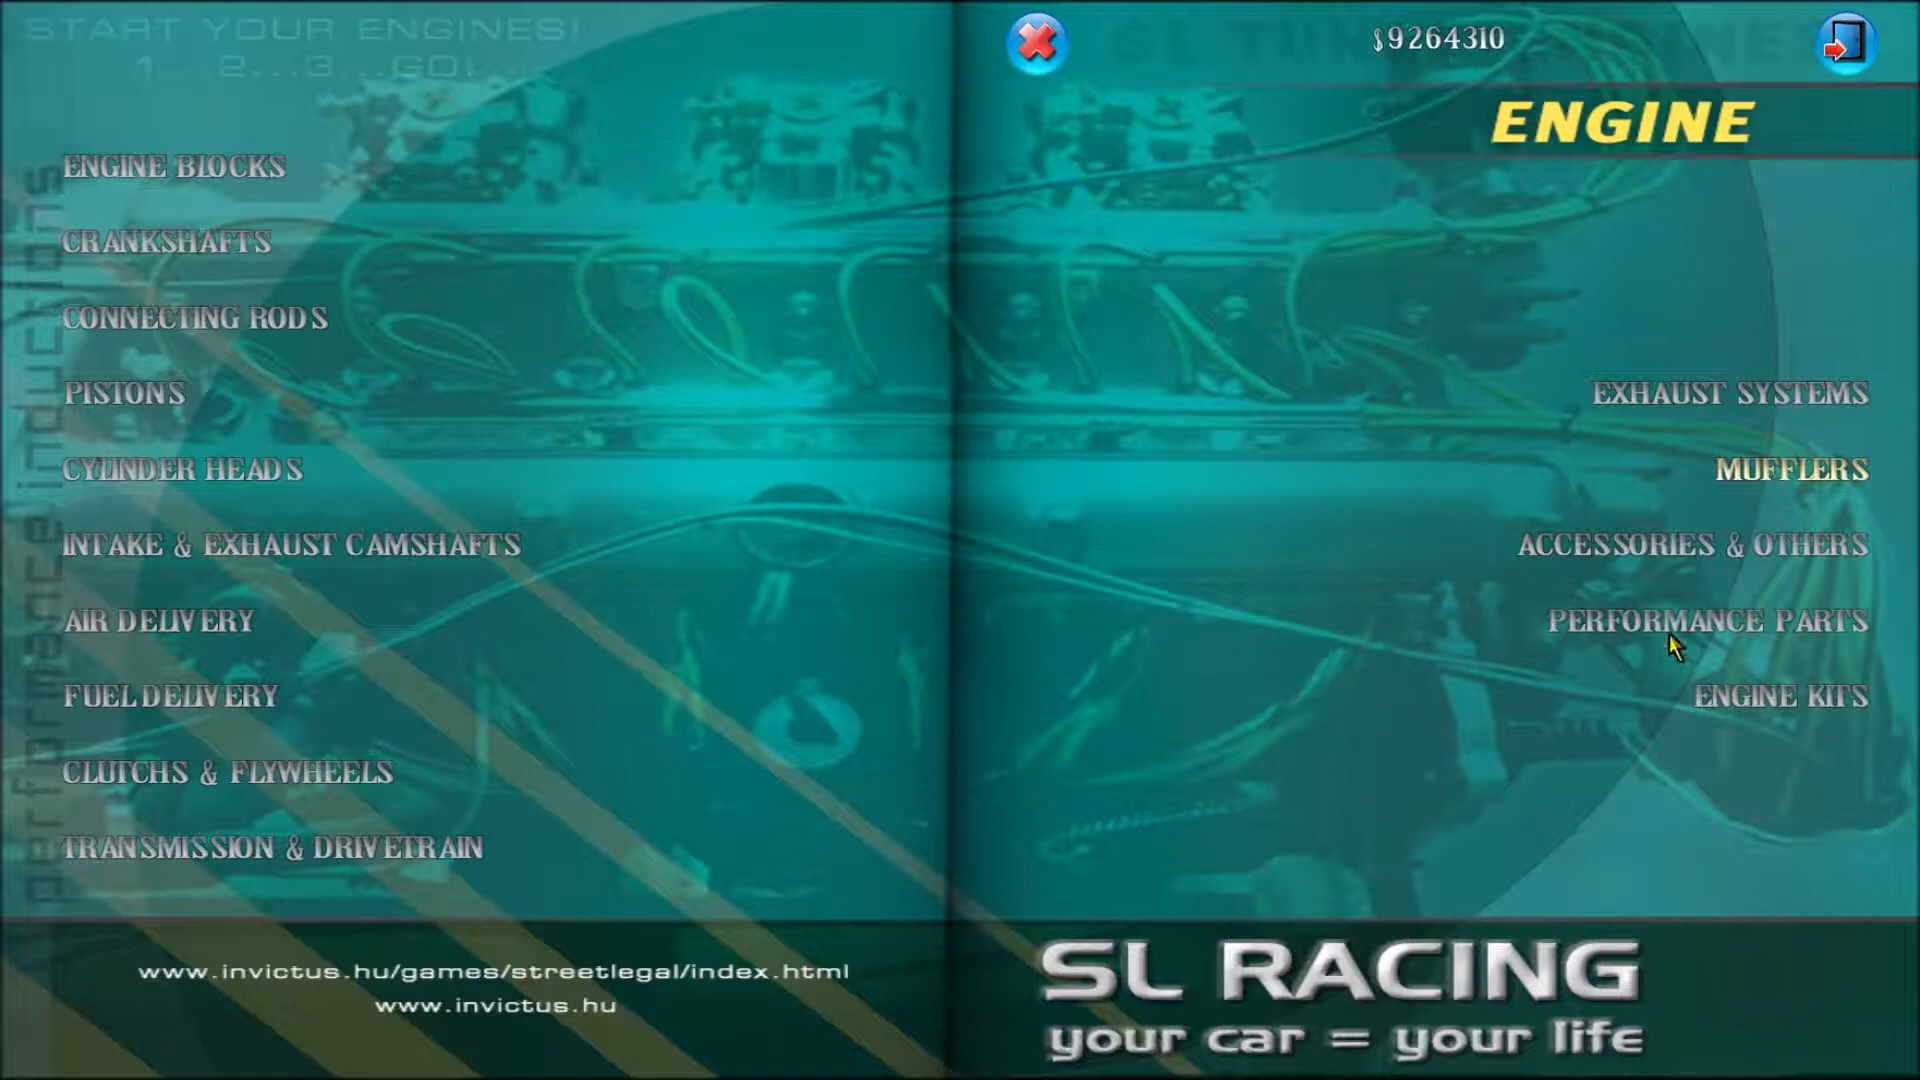 START YOUR ENGINES!
1...2...3...GO!
$9264310
ENGINE
performance inductions
ENGINE BLOCKS
CRANKSHAFTS
CONNECTING RODS
PISTONS
CYLINDER HEADS
INTAKE & EXHAUST CAMSHAFTS
AIR DELIVERY
FUEL DELIVERY
CLUTCHS & FLYWHEELS
TRANSMISSION & DRIVETRAIN
EXHAUST SYSTEMS
MUFFLERS
ACCESSORIES & OTHERS
PERFORMANCE PARTS
ENGINE KITS
www.invictus.hu/games/streetlegal/index.html
www.invictus.hu
SL RACING
your car = your life